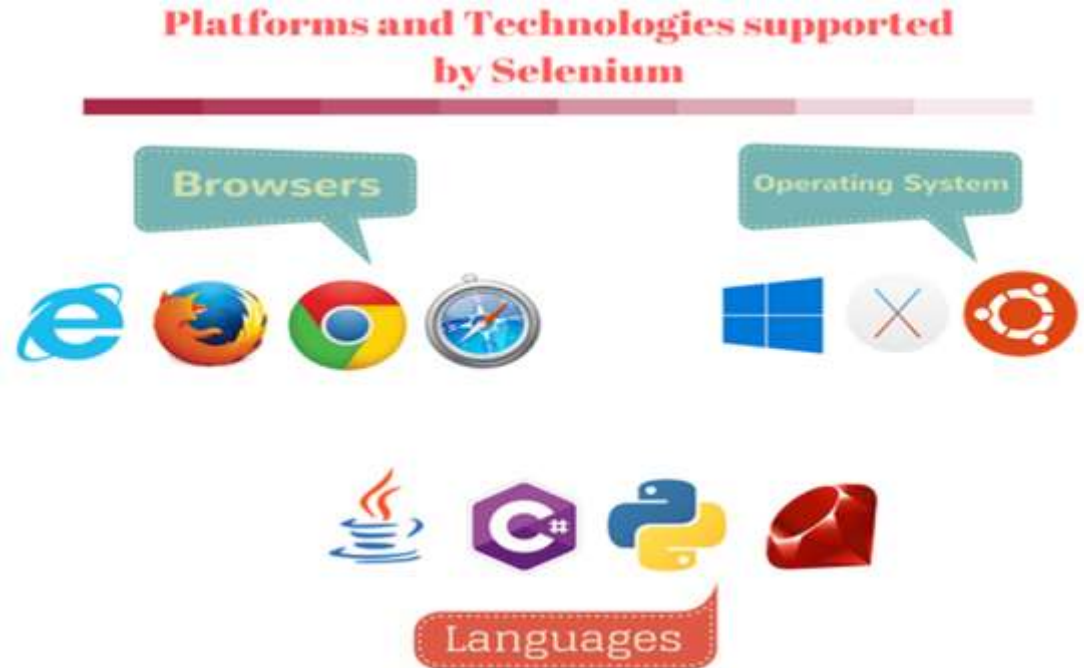 Platforms and Technologies supported
by Selenium
Browsers
Operating System
C#
Languages